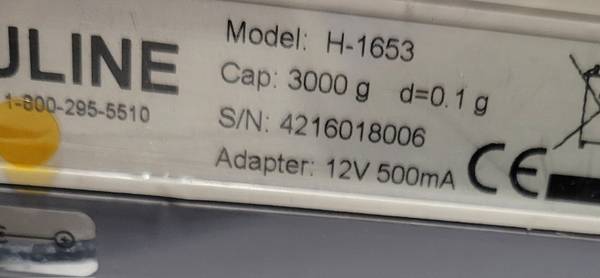 ULINE
1-800-295-5510
Model: H-1653
Cap: 3000 g d=0.1 g
S/N: 4216018006
Adapter: 12V 500mA
CE